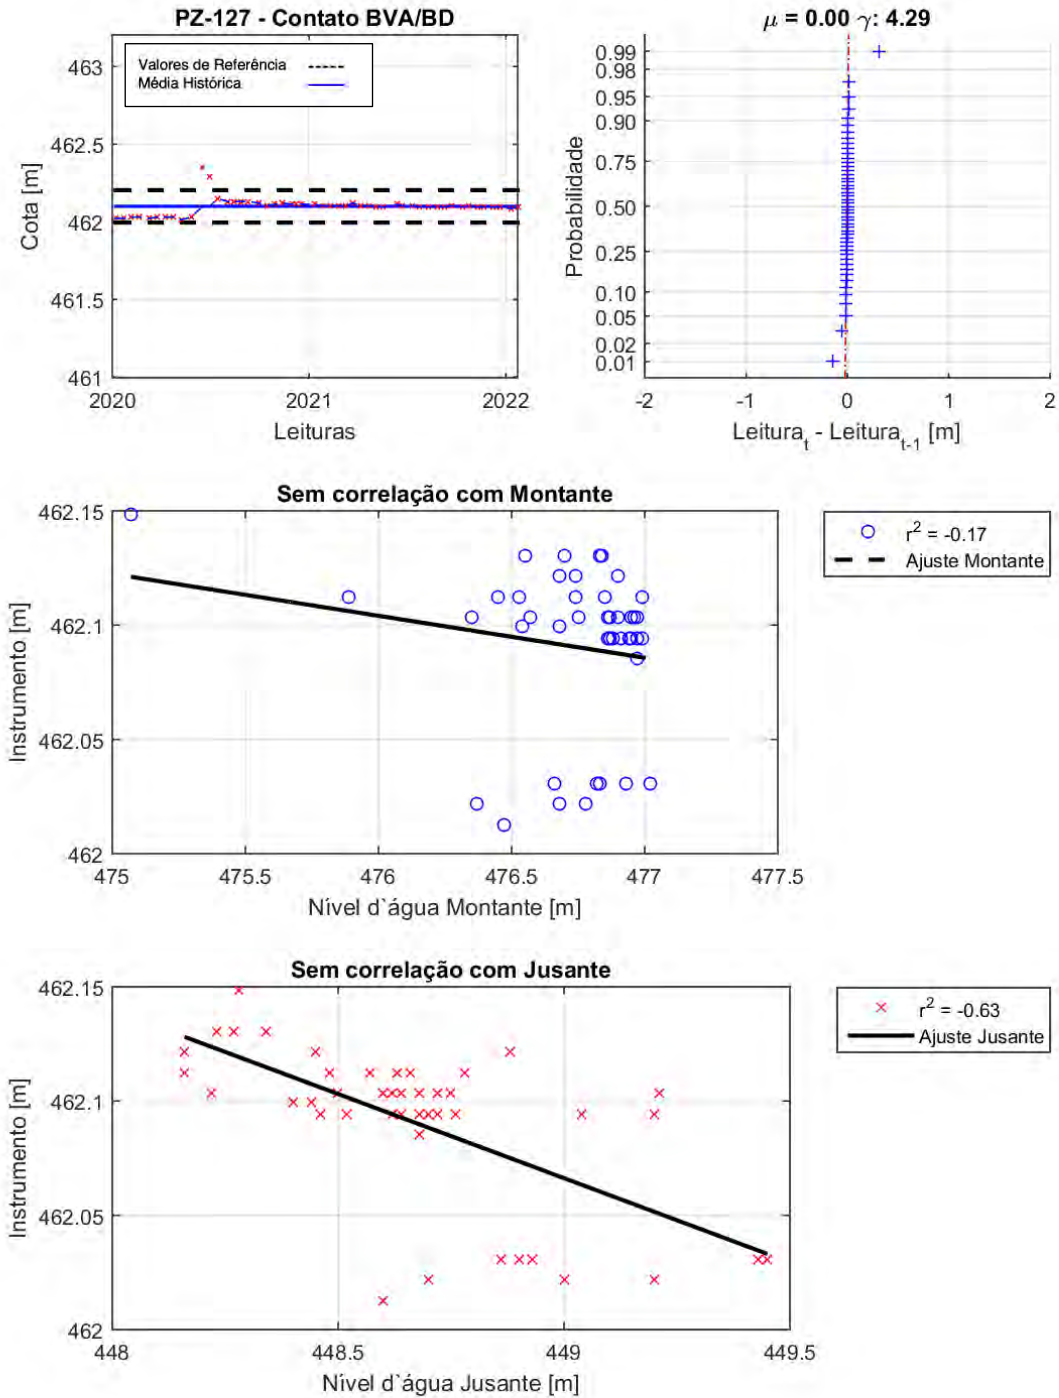 PZ-127 - Contato BVA/BD
463
462.5
462
461.5
461
Cota [m]
Valores de Referência
Média Histórica
2020
2021
2022
Leituras
μ = 0.00 γ: 4.29
0.99
0.98
0.95
0.90
0.75
0.50
0.25
0.10
0.05
0.02
0.01
Probabilidade
-2
-1
0
1
2
Leitura_t - Leitura_t-1 [m]
Sem correlação com Montante
462.15
462.1
462.05
462
Instrumento [m]
475
475.5
476
476.5
477
477.5
Nível d`água Montante [m]
r² = -0.17
Ajuste Montante
Sem correlação com Jusante
462.15
462.1
462.05
462
Instrumento [m]
448
448.5
449
449.5
Nível d`água Jusante [m]
r² = -0.63
Ajuste Jusante